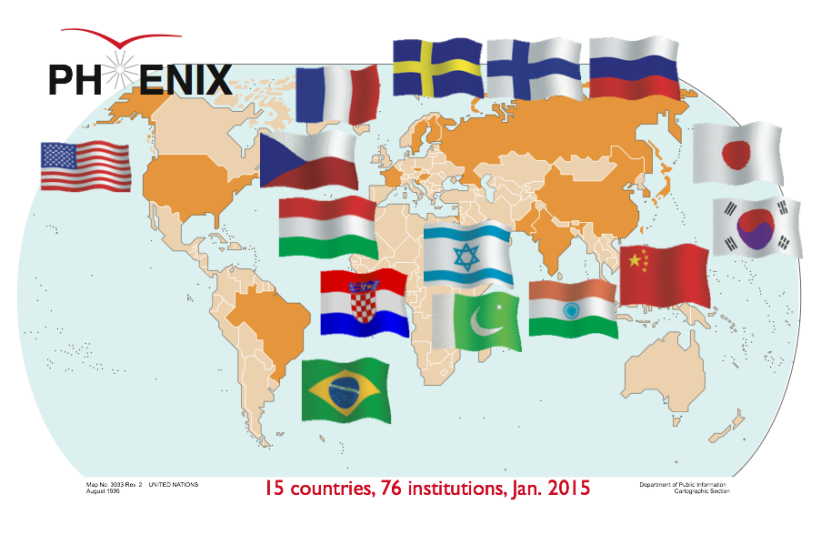 PHENIX
Map No. 3933 Rev. 2 UNITED NATIONS
August 1999
15 countries, 76 institutions, Jan. 2015
Department of Public Information
Cartographic Section